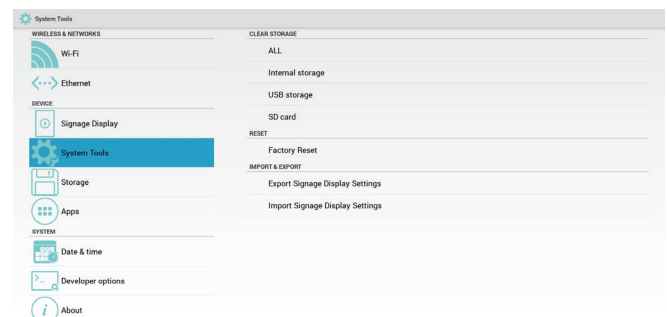 System Tools
WIRELESS & NETWORKS
Wi-Fi
Ethernet
DEVICE
Signage Display
System Tools
Storage
Apps
SYSTEM
Date & time
Developer options
About
CLEAR STORAGE
ALL
Internal storage
USB storage
SD card
RESET
Factory Reset
IMPORT & EXPORT
Export Signage Display Settings
Import Signage Display Settings